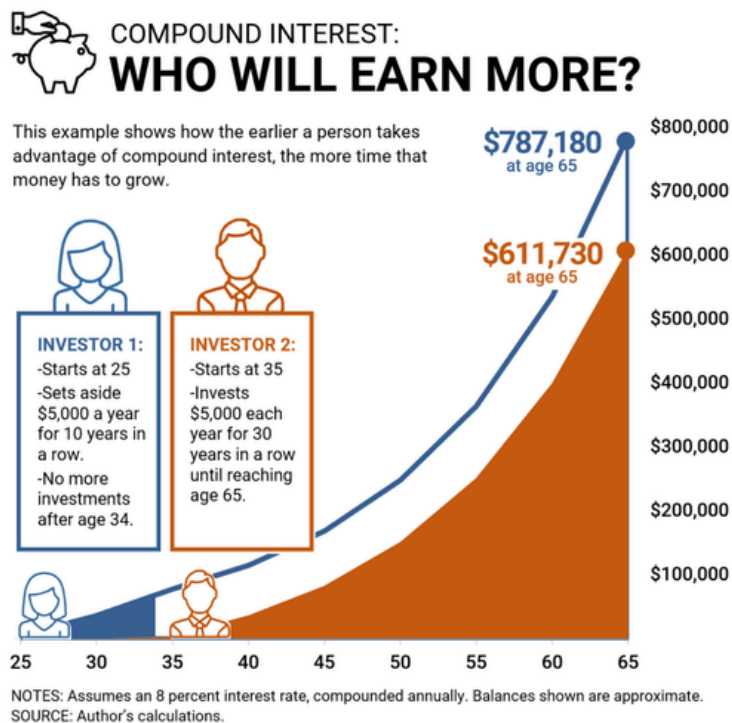 COMPOUND INTEREST:
WHO WILL EARN MORE?
This example shows how the earlier a person takes
advantage of compound interest, the more time that
money has to grow.
$787,180
at age 65
$611,730
at age 65
$800,000
$700,000
$600,000
$500,000
$400,000
$300,000
$200,000
$100,000
INVESTOR 1:
-Starts at 25
-Sets aside
$5,000 a year
for 10 years in
a row.
-No more
investments
after age 34.
INVESTOR 2:
-Starts at 35
-Invests
$5,000 each
year for 30
years in a row
until reaching
age 65.
25 30 35 40 45 50 55 60 65
NOTES: Assumes an 8 percent interest rate, compounded annually. Balances shown are approximate.
SOURCE: Author's calculations.